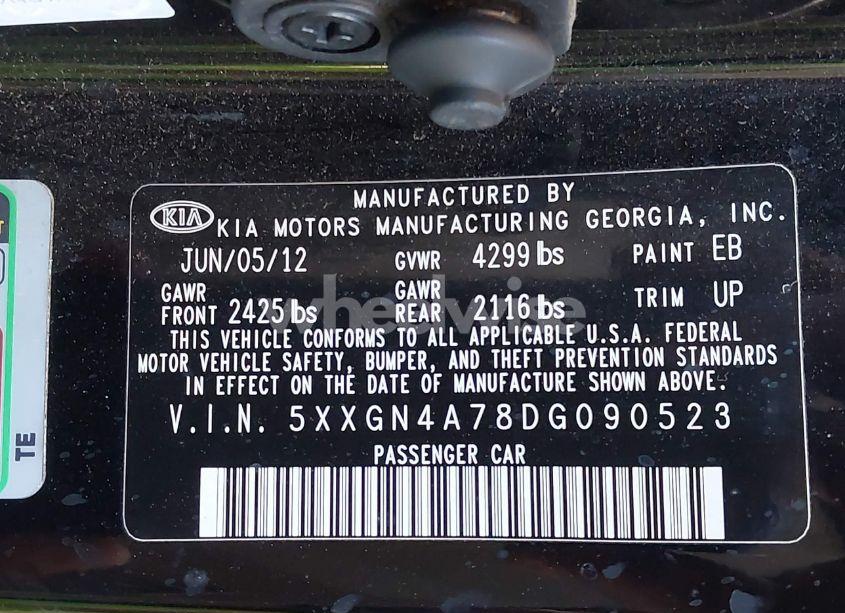 MANUFACTURED BY
KIA KIA MOTORS MANUFACTURING GEORGIA, INC.
JUN/05/12 GVWR 4299 lbs PAINT EB
GAWR FRONT 2425 lbs GAWR REAR 2116 lbs TRIM UP
THIS VEHICLE CONFORMS TO ALL APPLICABLE U.S.A. FEDERAL
MOTOR VEHICLE SAFETY, BUMPER, AND THEFT PREVENTION STANDARDS
IN EFFECT ON THE DATE OF MANUFACTURE SHOWN ABOVE.
V.I.N. 5XXGN4A78DG090523
PASSENGER CAR
TE
wheelwise